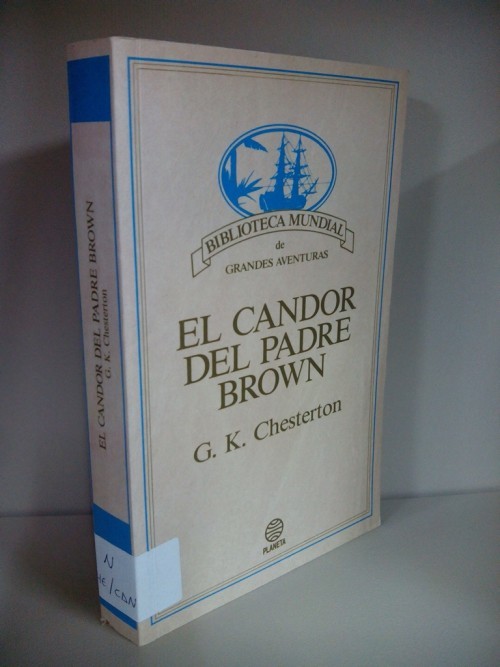 BIBLIOTECA MUNDIAL
de
GRANDES AVENTURAS
EL CANDOR
DEL PADRE
BROWN
G. K. Chesterton
PLANETA
EL CANDOR DEL PADRE BROWN
G. K. Chesterton
N